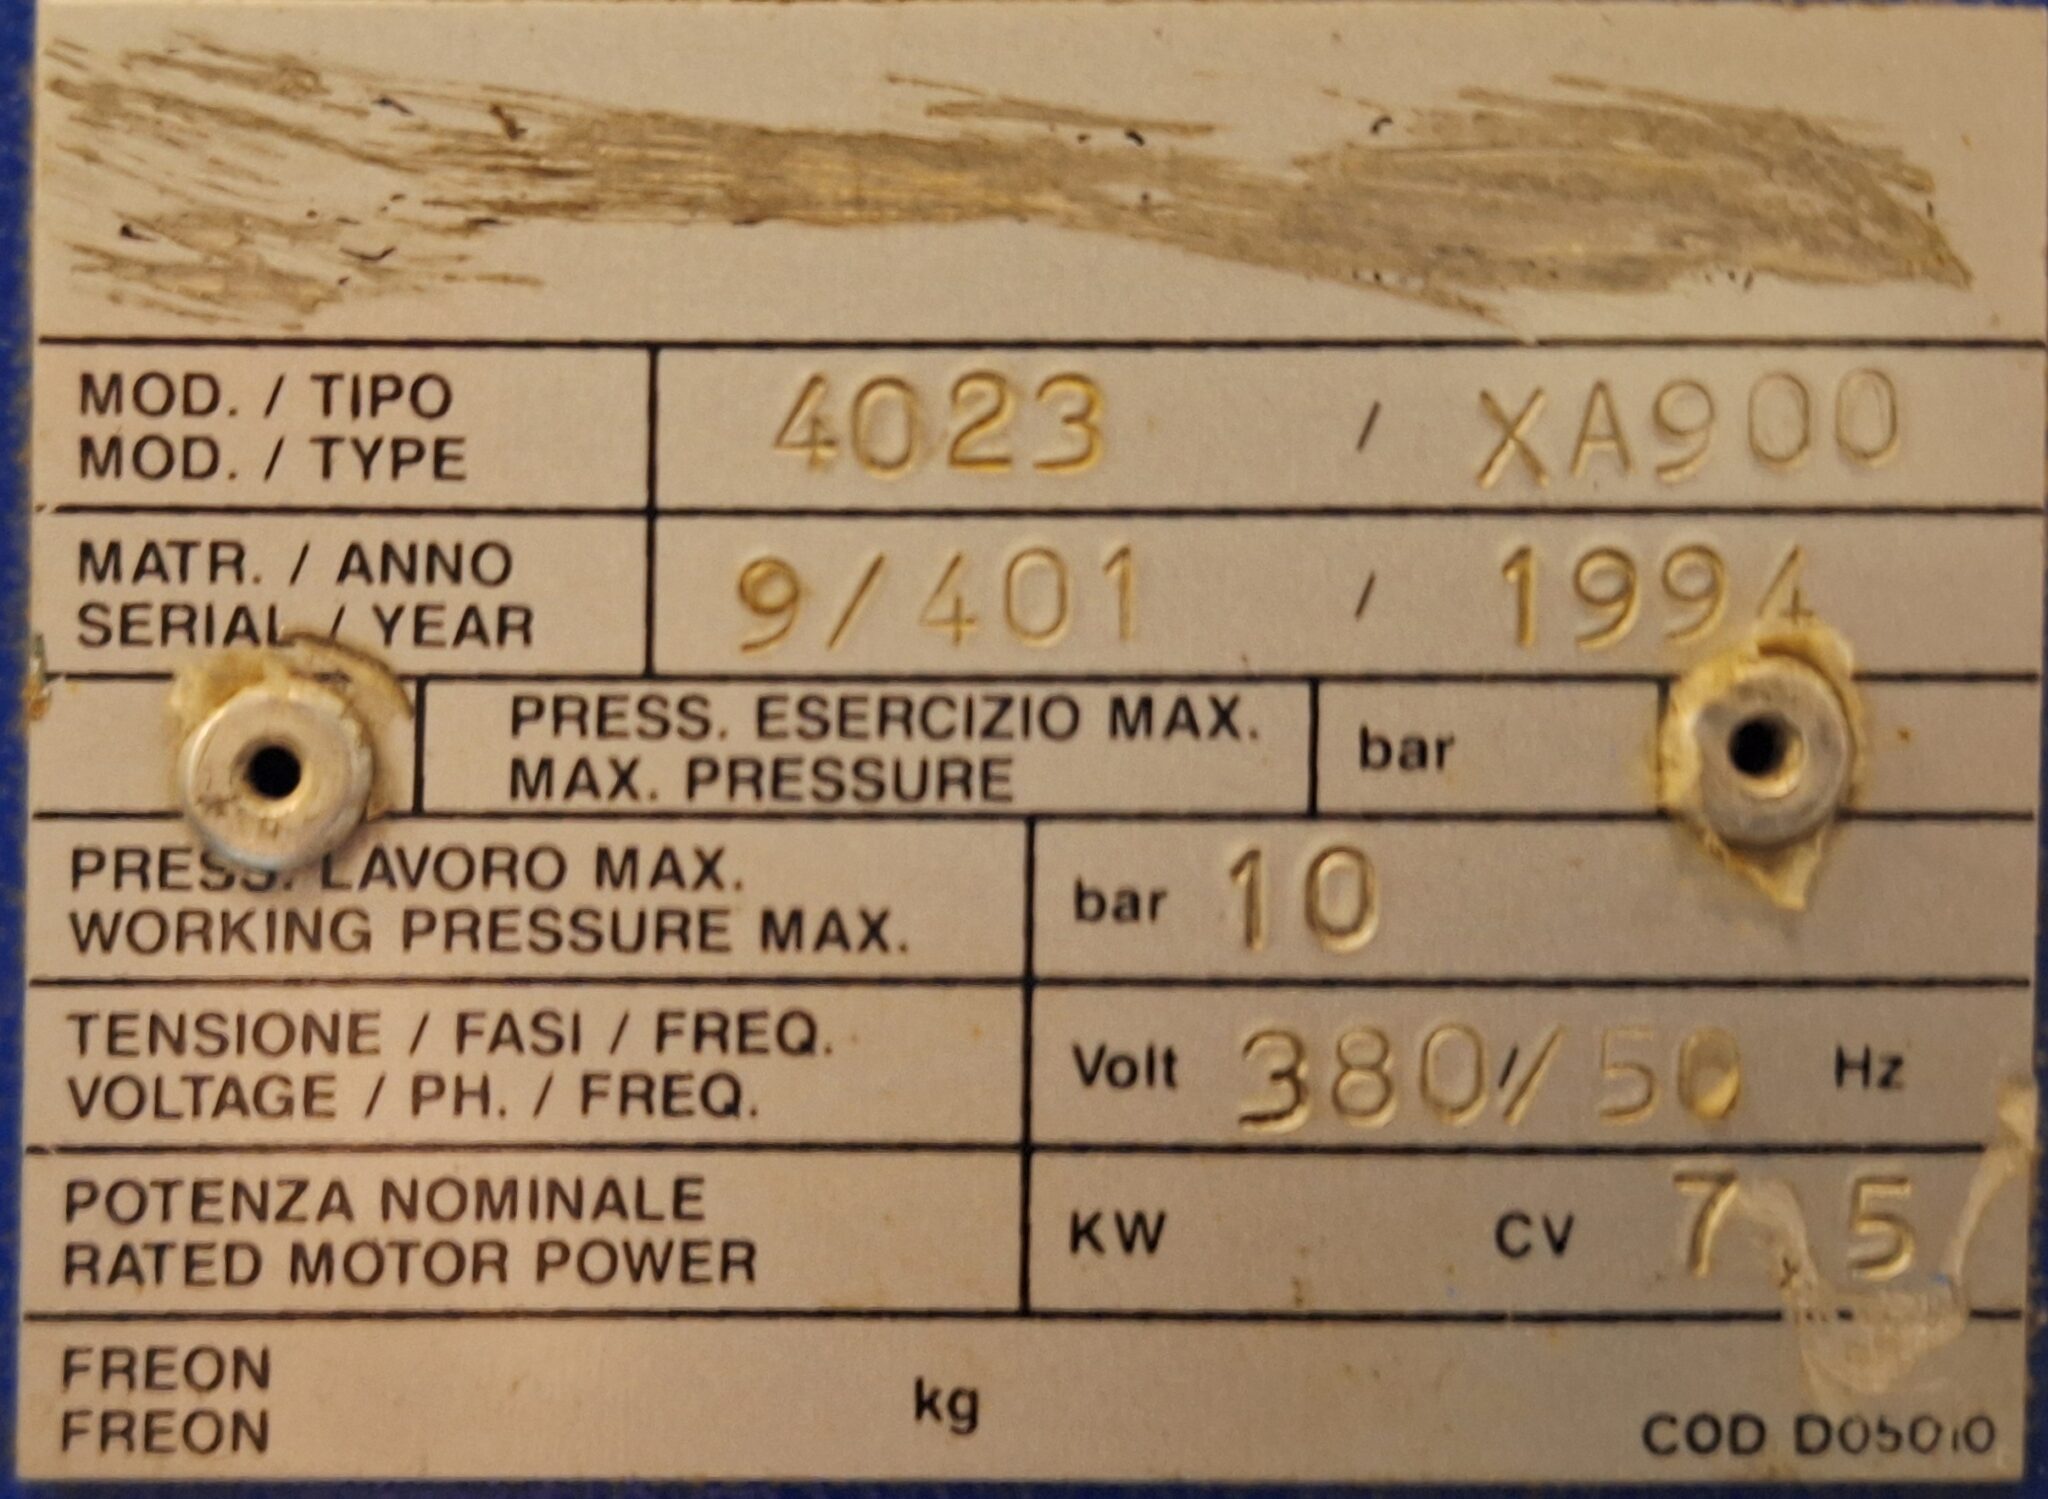 MOD. / TIPO
MOD. / TYPE
4023 / XA900
MATR. / ANNO
SERIAL / YEAR
9/401 / 1994
PRESS. ESERCIZIO MAX.
MAX. PRESSURE
bar
PRESS. LAVORO MAX.
WORKING PRESSURE MAX.
bar 10
TENSIONE / FASI / FREQ.
VOLTAGE / PH. / FREQ.
Volt 380// 50 Hz
POTENZA NOMINALE
RATED MOTOR POWER
KW CV 7,5
FREON
FREON
kg
COD D05010